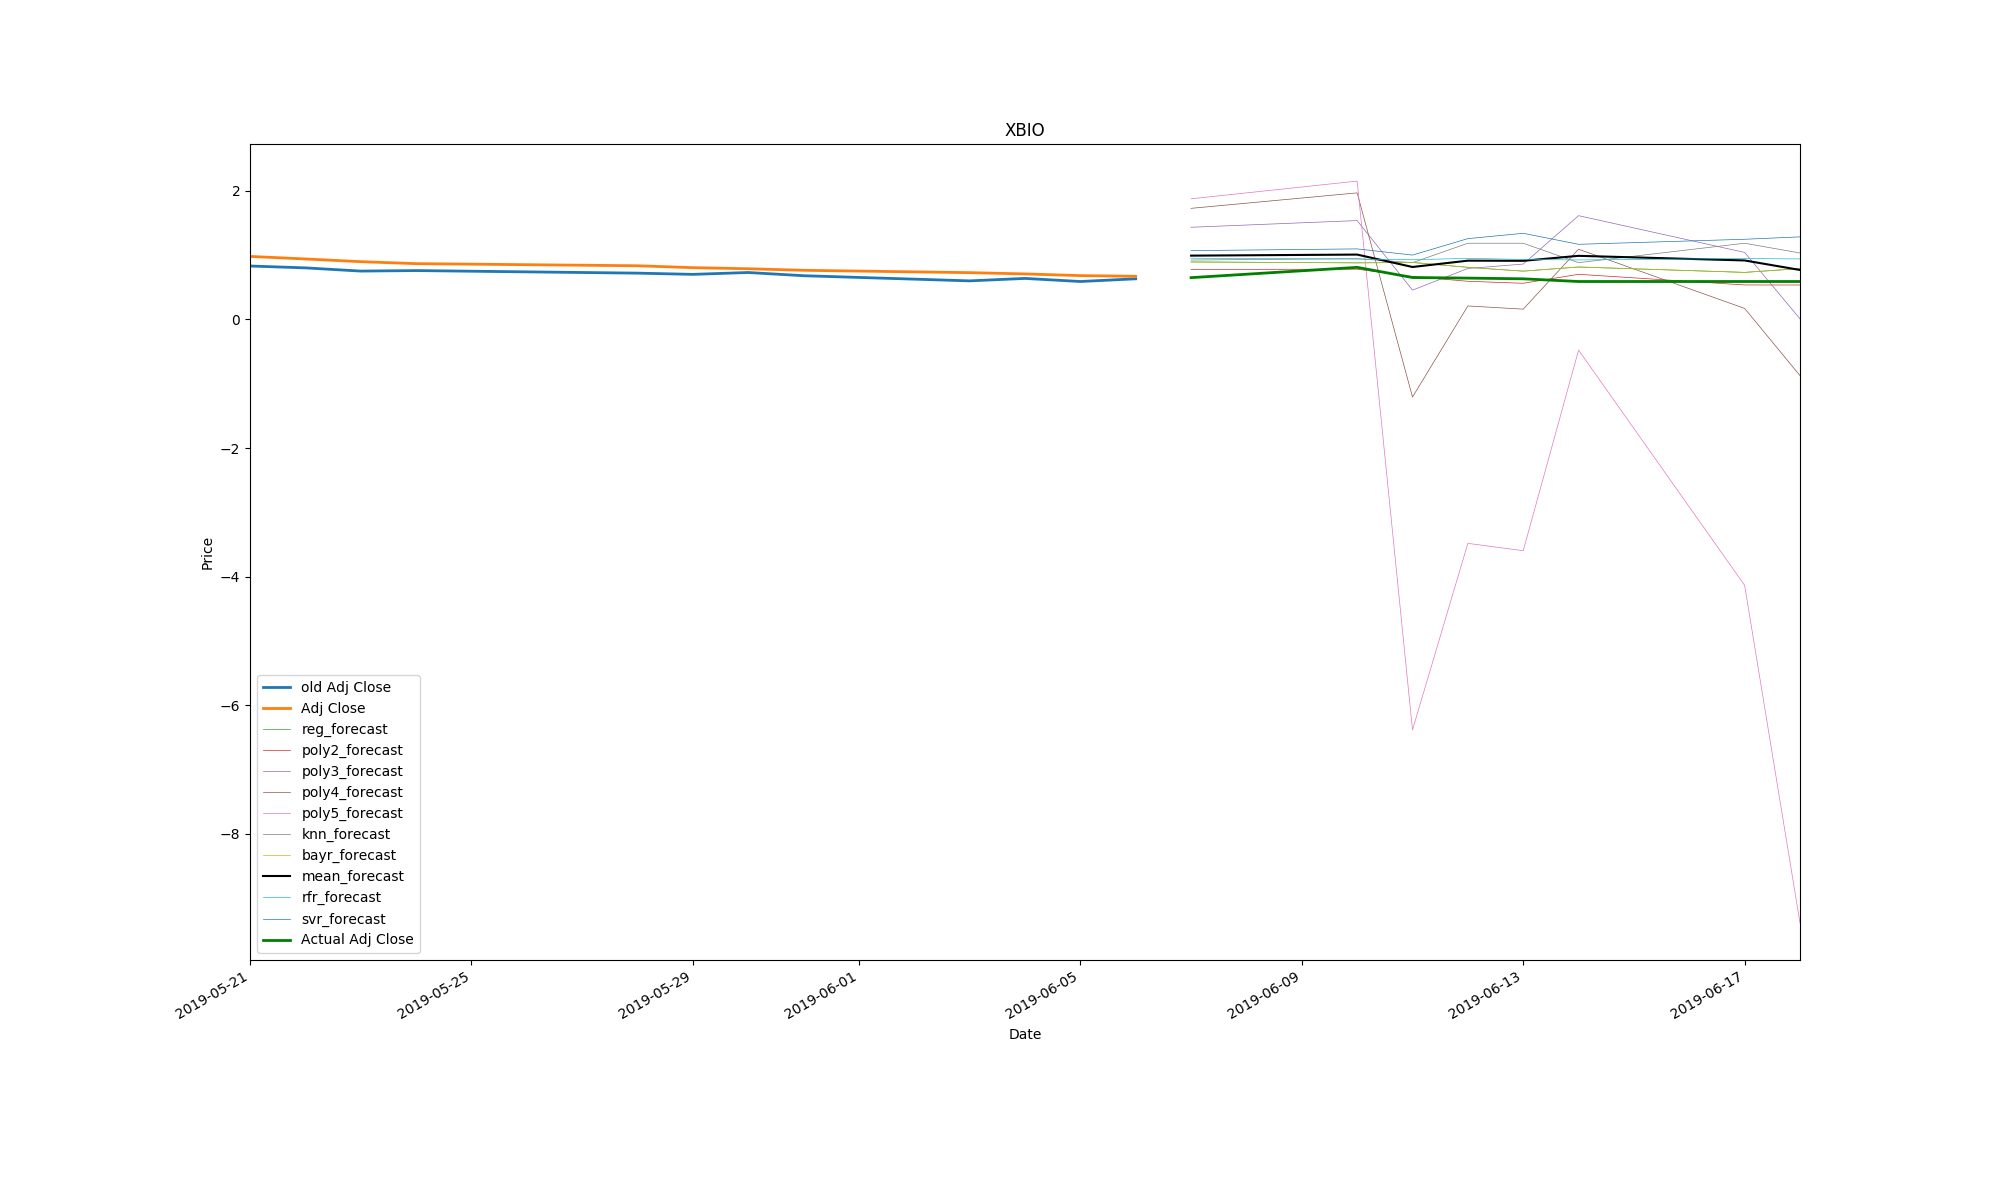 XBIO
2
0
−2
−4
−6
−8
Price
old Adj Close
Adj Close
reg_forecast
poly2_forecast
poly3_forecast
poly4_forecast
poly5_forecast
knn_forecast
bayr_forecast
mean_forecast
rfr_forecast
svr_forecast
Actual Adj Close
2019-05-21
2019-05-25
2019-05-29
2019-06-01
2019-06-05
2019-06-09
2019-06-13
2019-06-17
Date